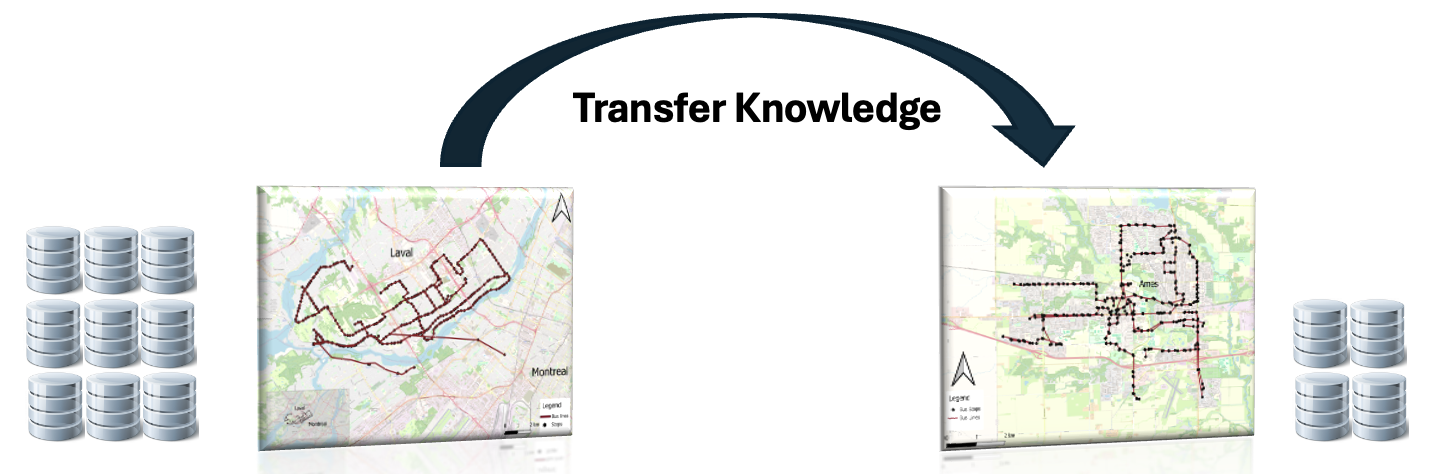 Transfer Knowledge
Laval
Montreal
Laval
Montreal
Legend
Bus lines
Stops
2 km
Ames
Legend
Bus Stops
Bus Lines
2 km